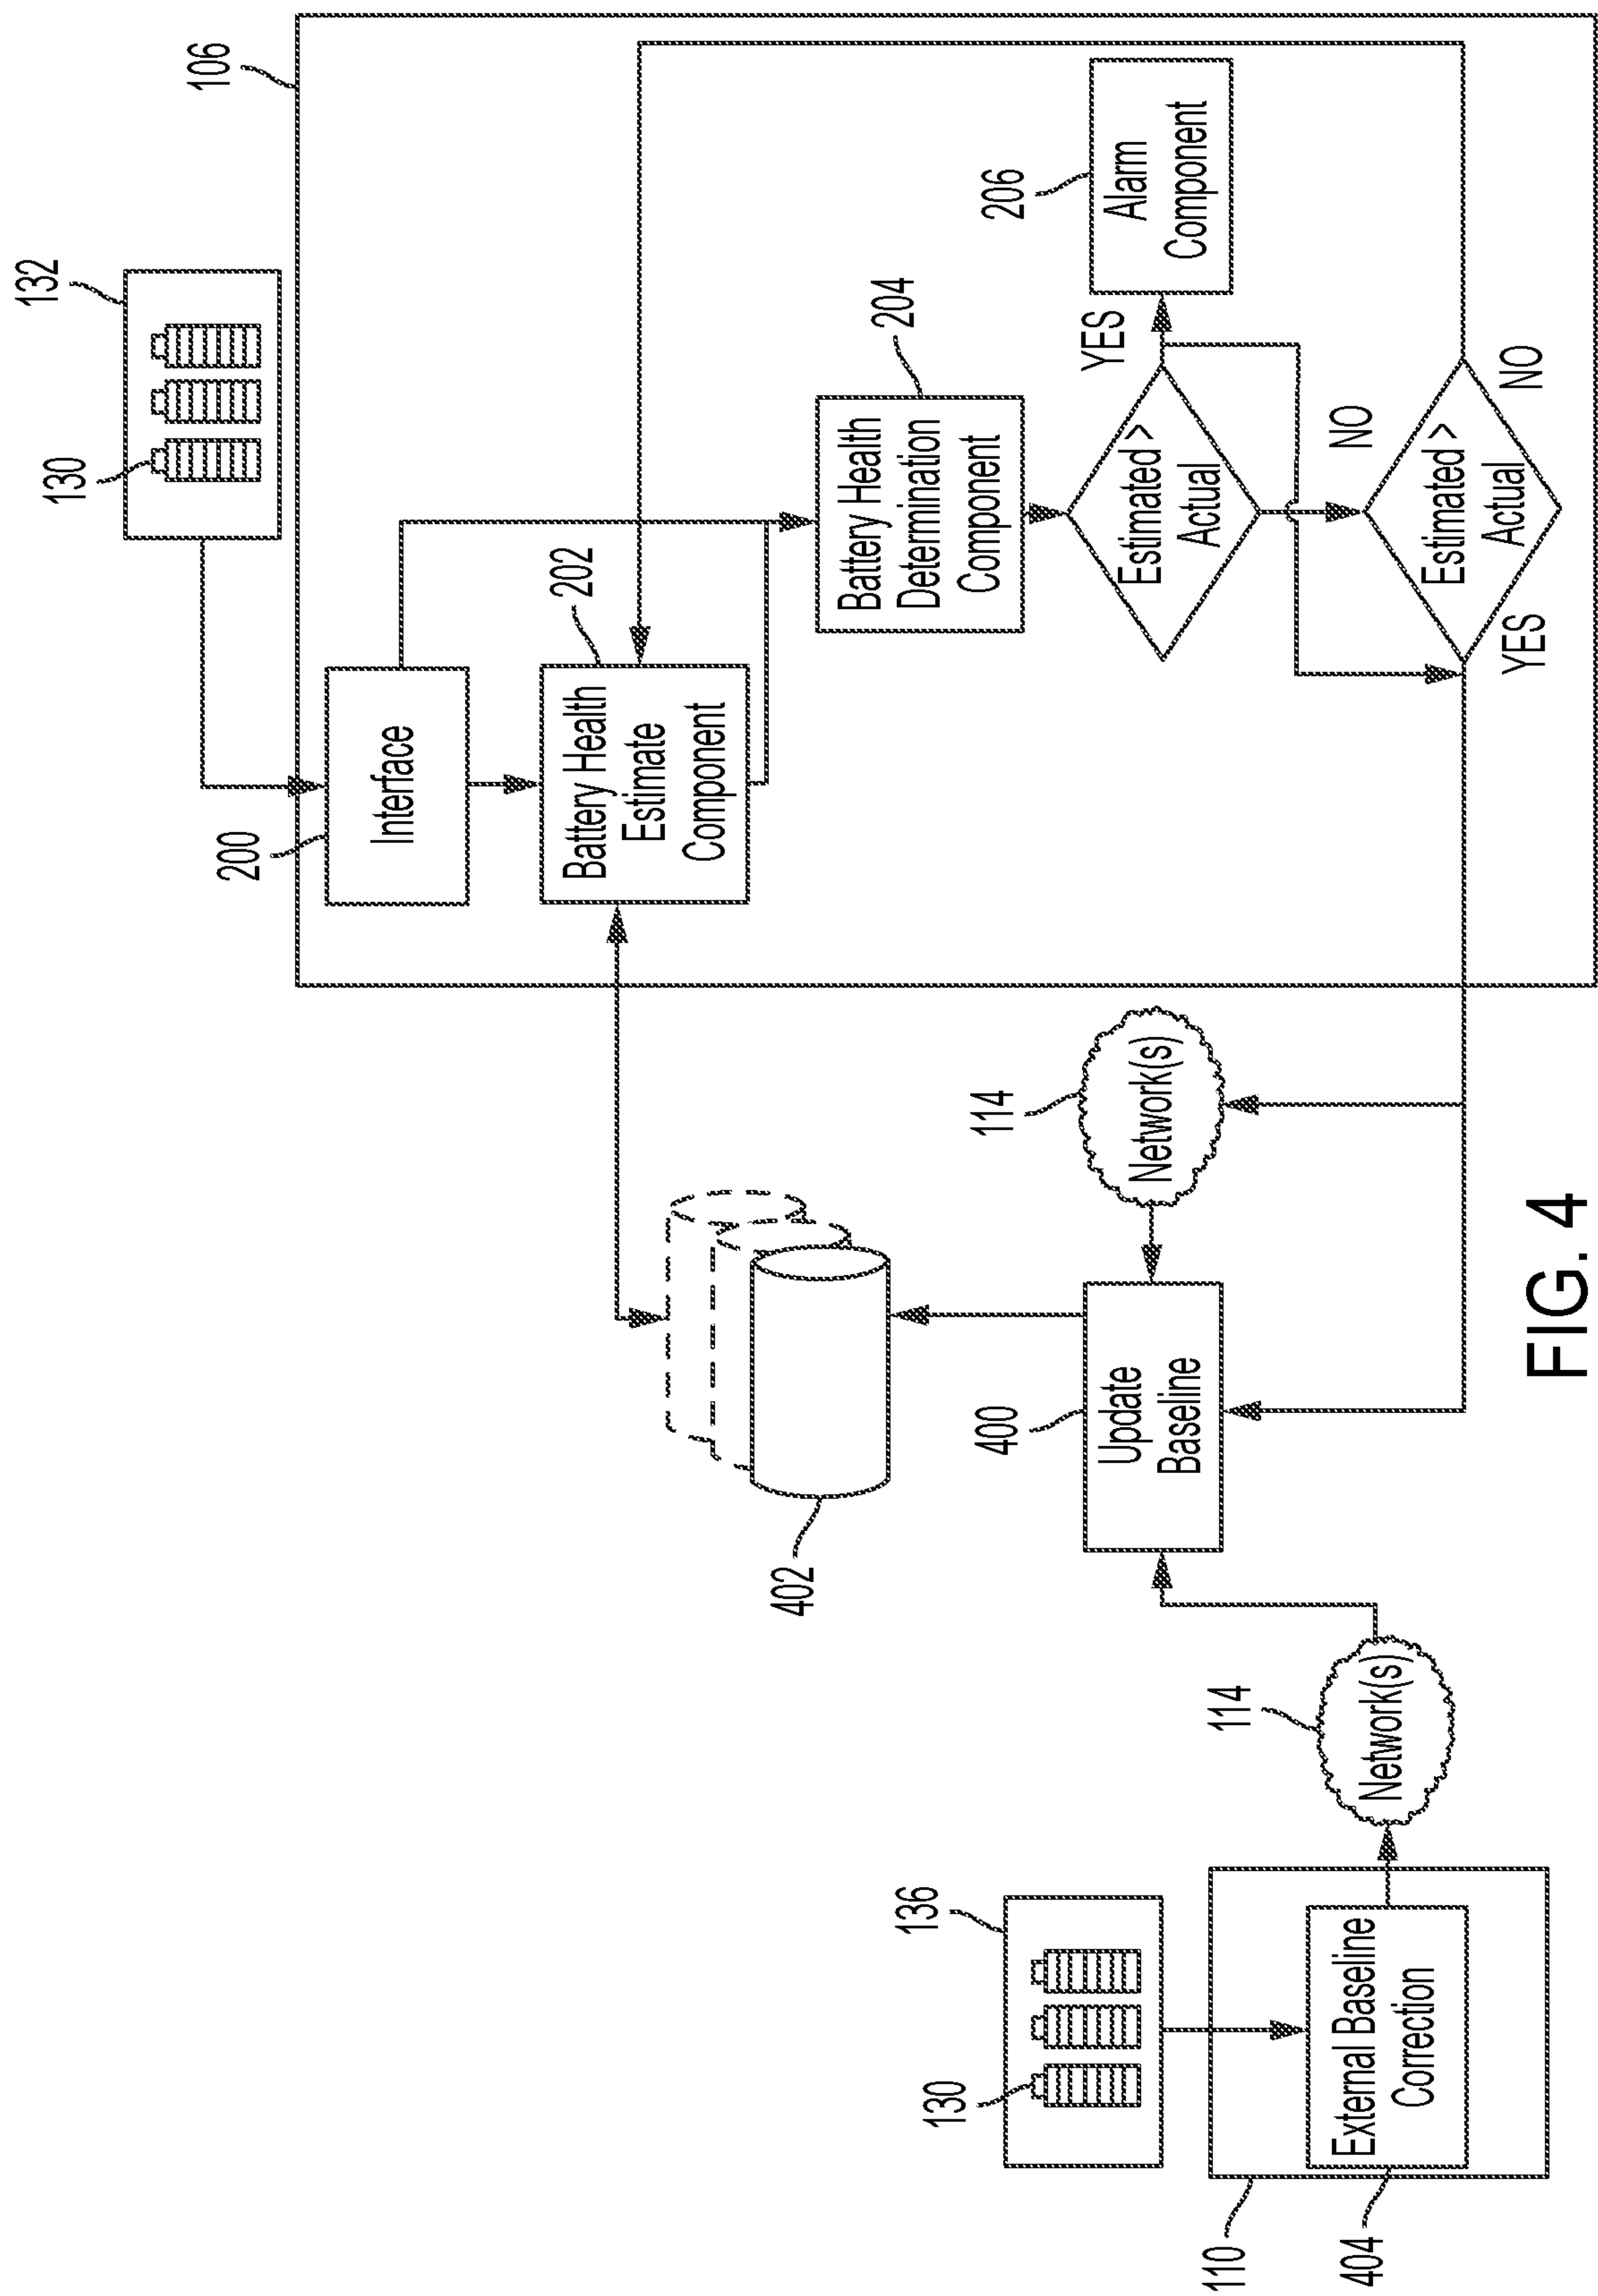 132
130
106
200
Interface
202
Battery Health
Estimate
Component
204
Battery Health
Determination
Component
206
Alarm
Component
YES
Estimated >
Actual
NO
Estimated >
Actual
NO
YES
114
Network(s)
402
400
Update
Baseline
114
Network(s)
136
130
External Baseline
Correction
110
404
FIG. 4